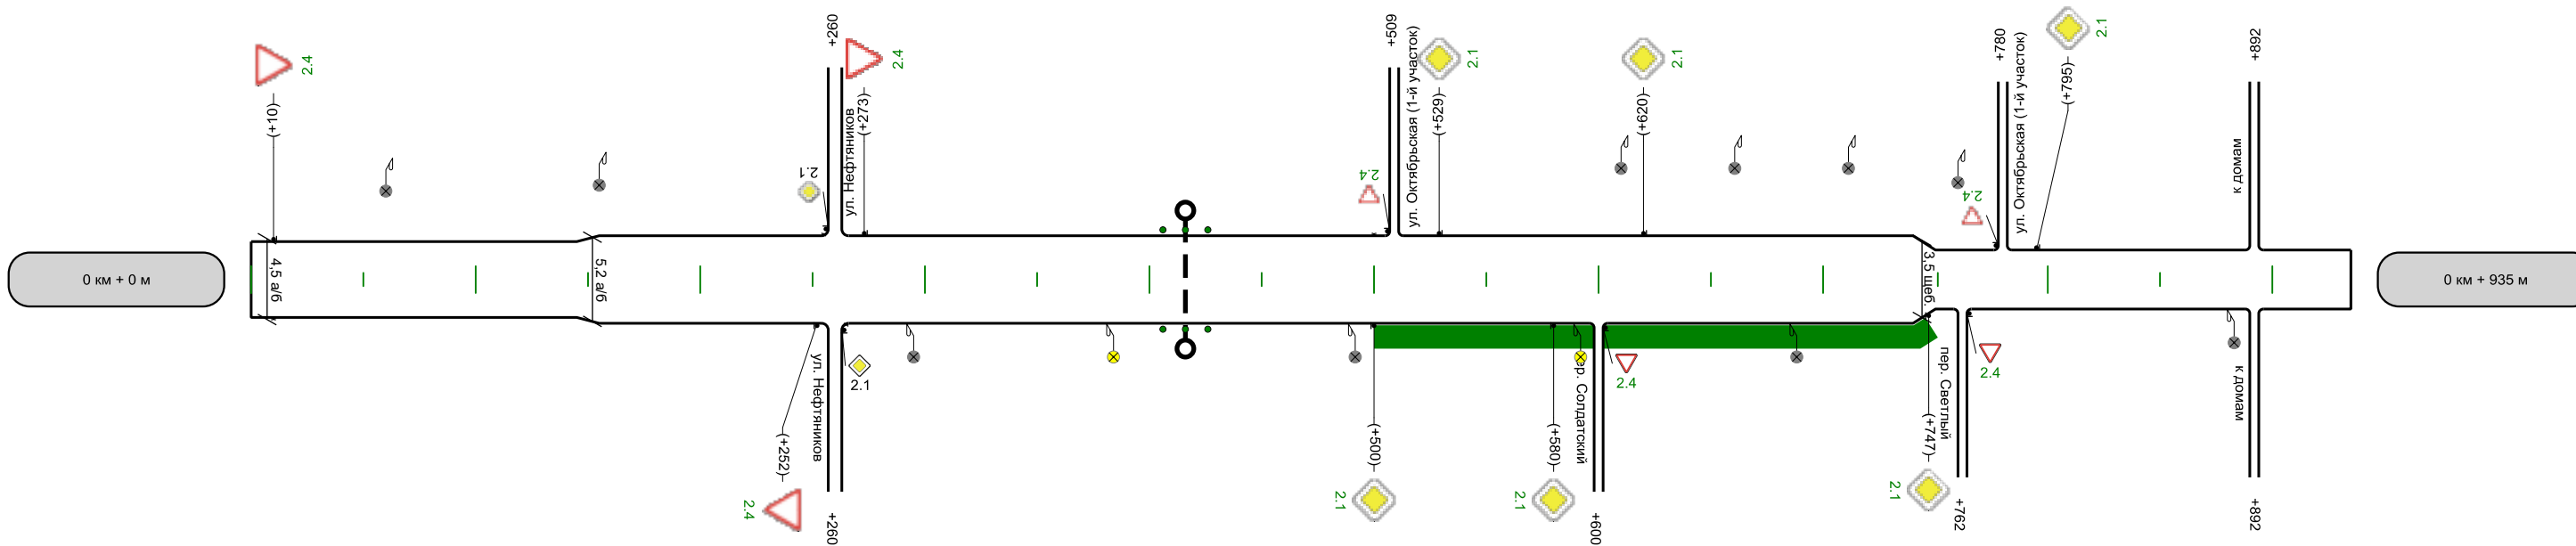 0 км + 0 м
2.4
(+10)
4,5 а/б
5,2 а/б
+260
ул. Нефтяников
2.1
2.4
(+273)
+509
ул. Октябрьская (1-й участок)
2.4
2.1
(+529)
2.1
(+620)
+780
ул. Октябрьская (1-й участок)
2.4
2.1
(+795)
+892
к домам
3,5 щеб.
0 км + 935 м
2.4
(+252)
ул. Нефтяников
+260
2.1
2.1
(+500)
2.1
(+580)
пер. Солдатский
+600
2.4
2.1
(+747)
пер. Светлый
+762
2.4
к домам
+892